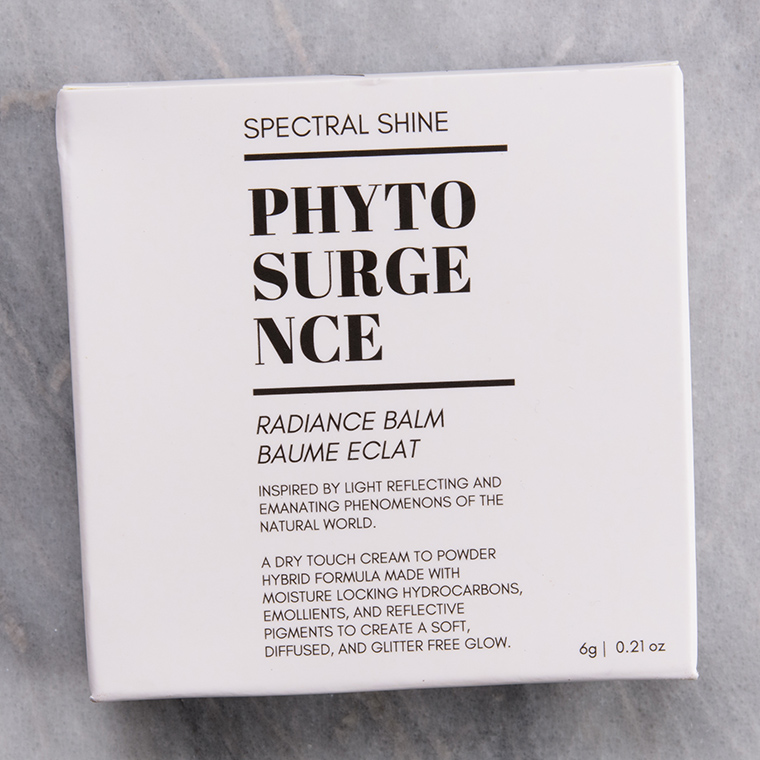 SPECTRAL SHINE
PHYTO
SURGE
NCE
RADIANCE BALM
BAUME ECLAT
INSPIRED BY LIGHT REFLECTING AND
EMANATING PHENOMENONS OF THE
NATURAL WORLD.
A DRY TOUCH CREAM TO POWDER
HYBRID FORMULA MADE WITH
MOISTURE LOCKING HYDROCARBONS,
EMOLLIENTS, AND REFLECTIVE
PIGMENTS TO CREATE A SOFT,
DIFFUSED, AND GLITTER FREE GLOW.
6g | 0.21 oz